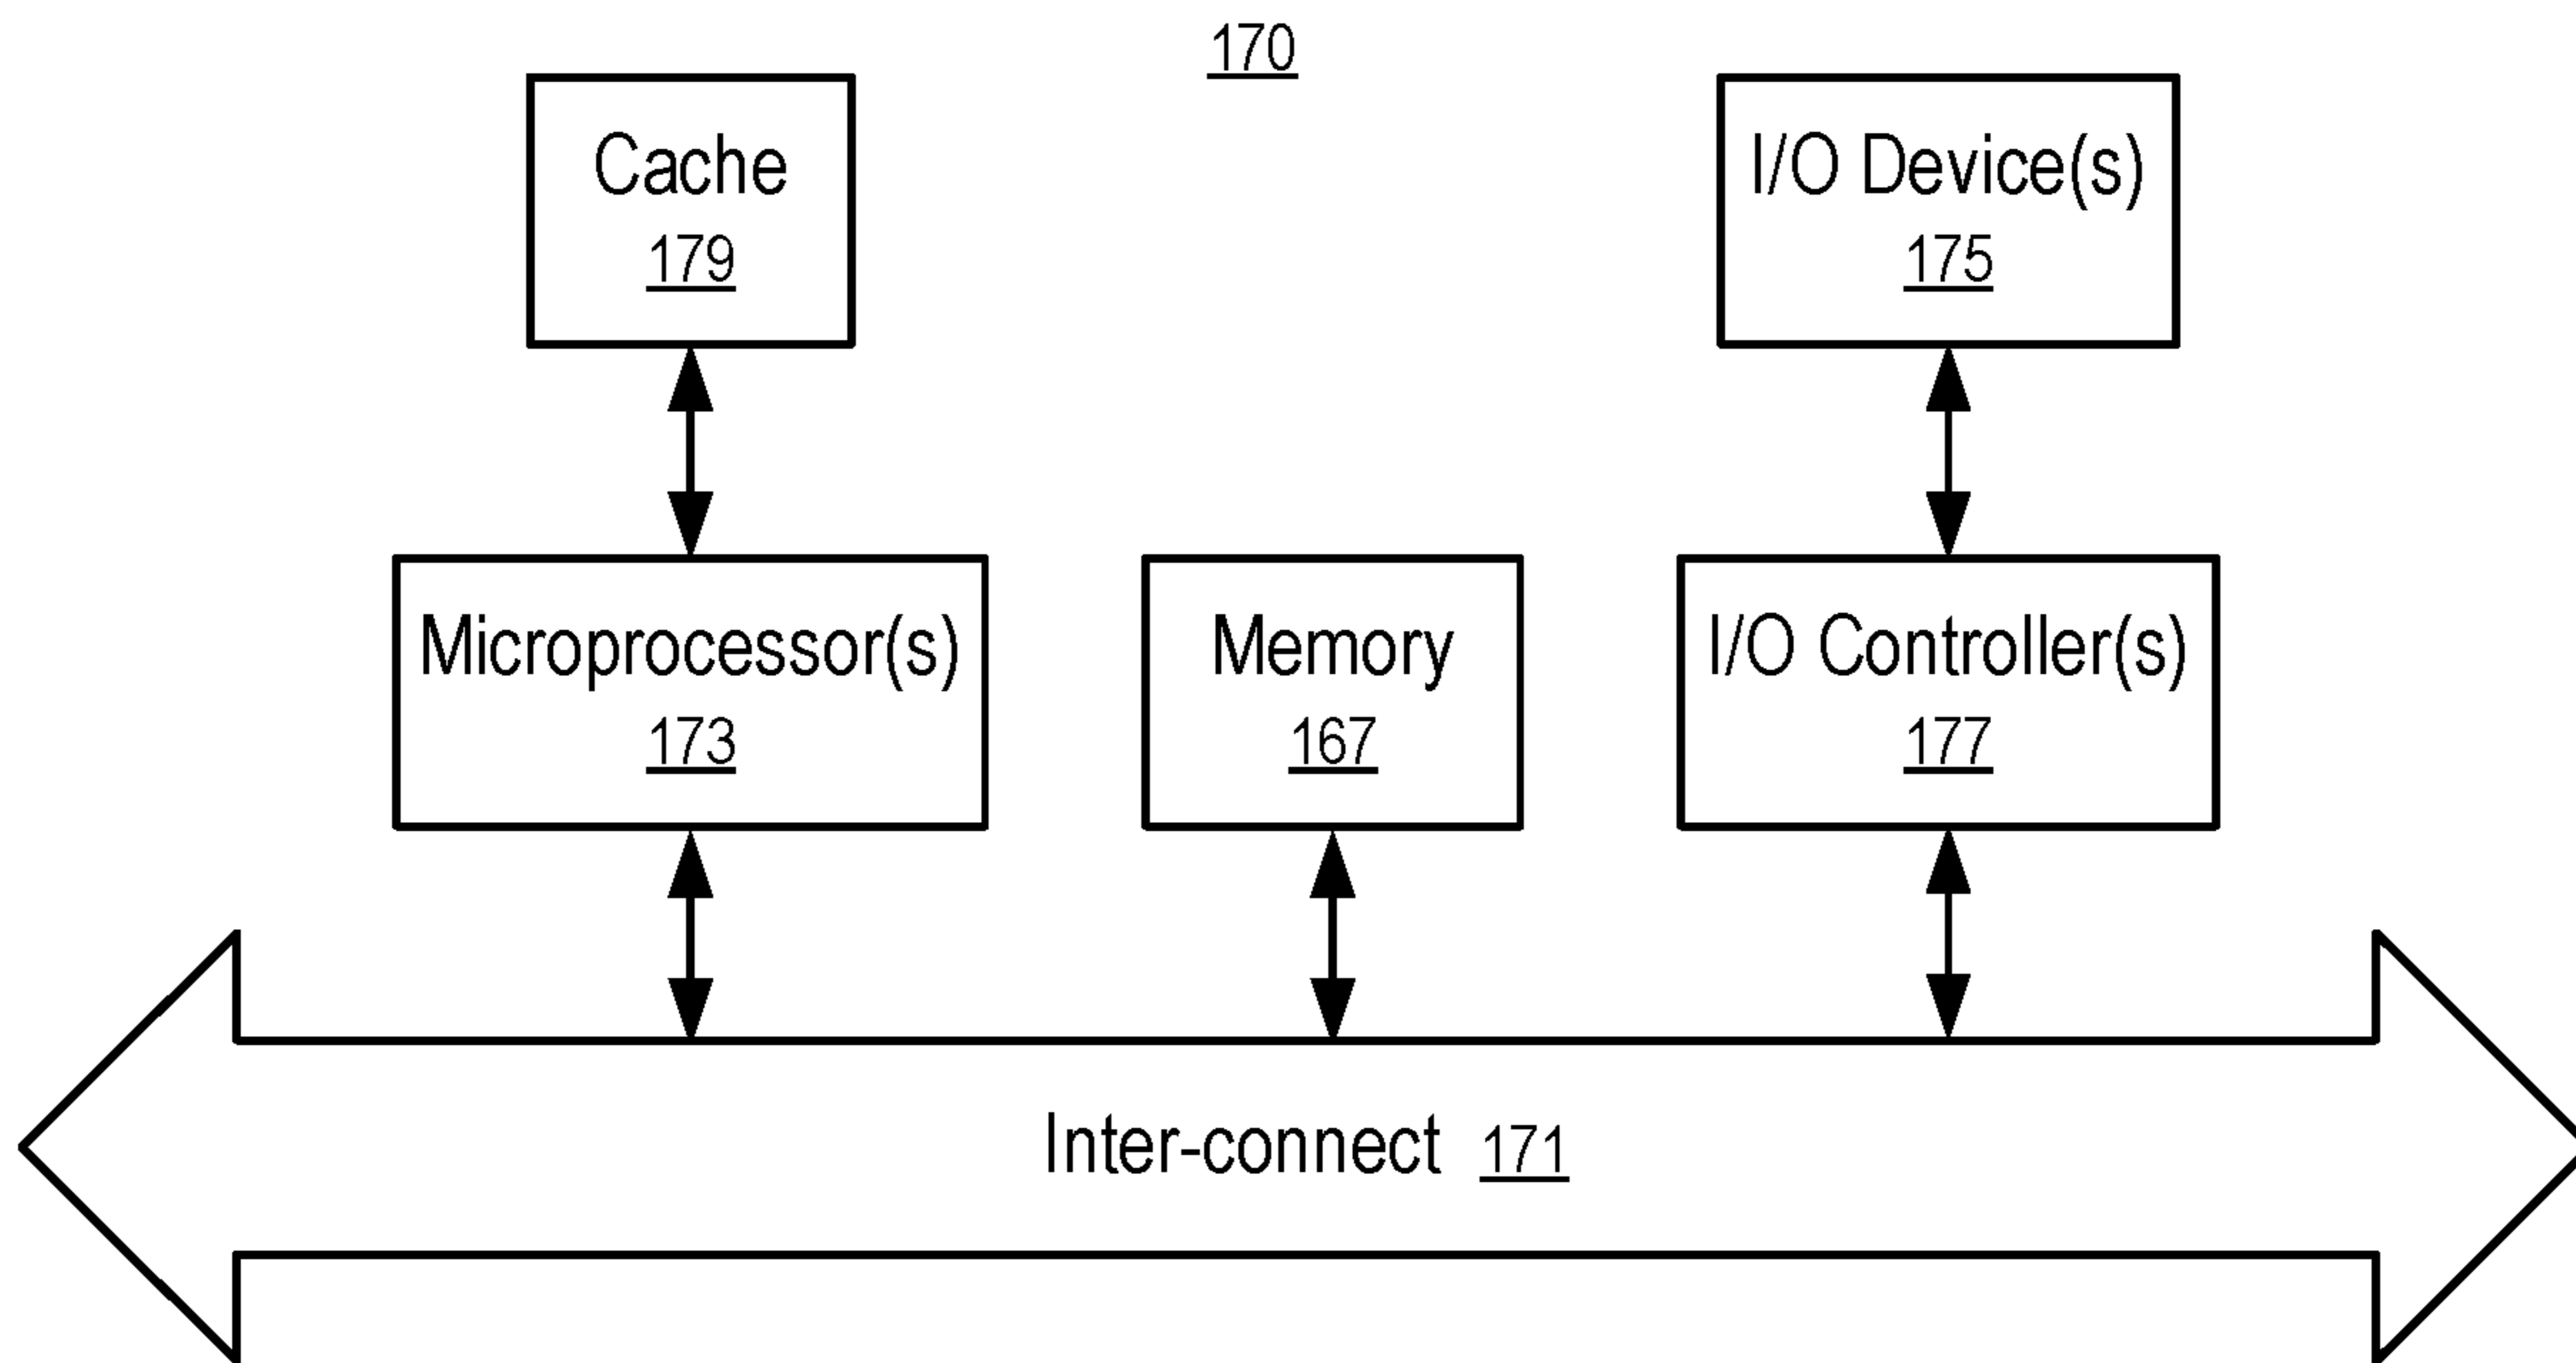 170
Cache
179
I/O Device(s)
175
Microprocessor(s)
173
Memory
167
I/O Controller(s)
177
Inter-connect 171